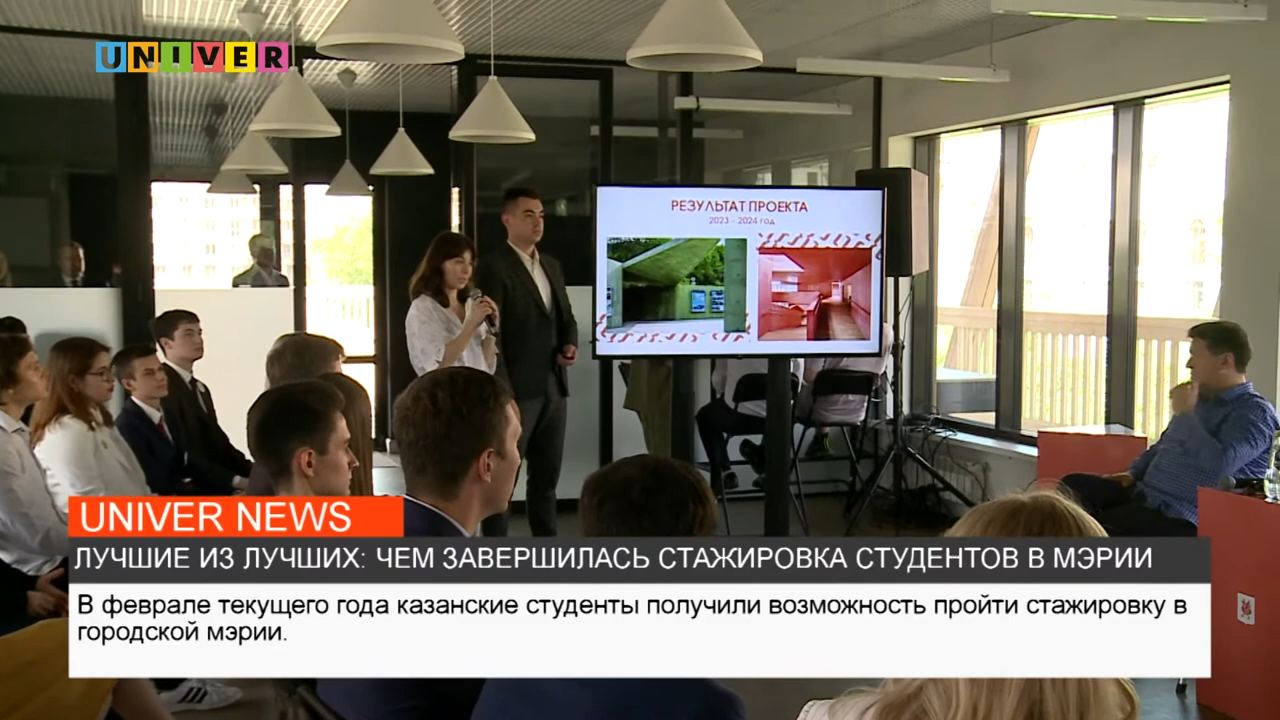 UNIVER
РЕЗУЛЬТАТ ПРОЕКТА
2023 - 2024 год
UNIVER NEWS
ЛУЧШИЕ ИЗ ЛУЧШИХ: ЧЕМ ЗАВЕРШИЛАСЬ СТАЖИРОВКА СТУДЕНТОВ В МЭРИИ
В феврале текущего года казанские студенты получили возможность пройти стажировку в
городской мэрии.